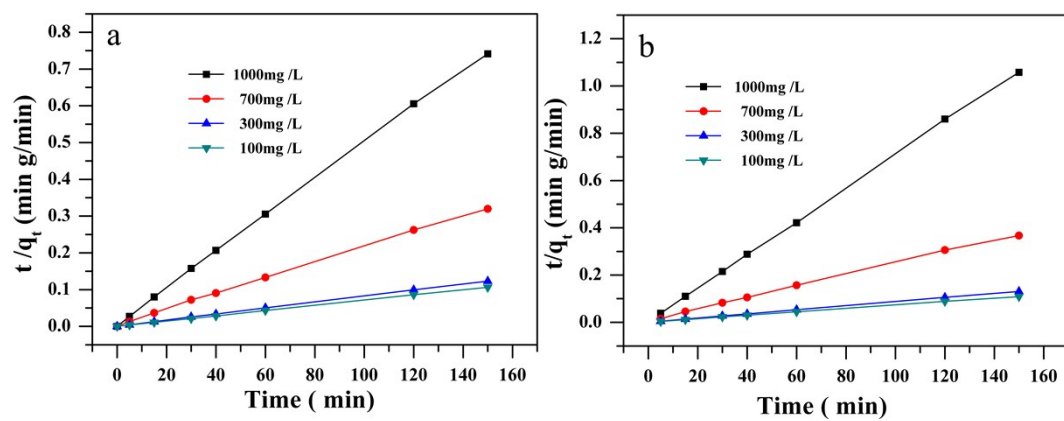 a
1000mg /L
700mg /L
300mg /L
100mg /L
t /qt (min g/min)
0.8
0.7
0.6
0.5
0.4
0.3
0.2
0.1
0.0
0 20 40 60 80 100 120 140 160
Time ( min)
b
1000mg /L
700mg /L
300mg /L
100mg /L
t/qt (min g/min)
1.2
1.0
0.8
0.6
0.4
0.2
0.0
0 20 40 60 80 100 120 140 160
Time ( min)